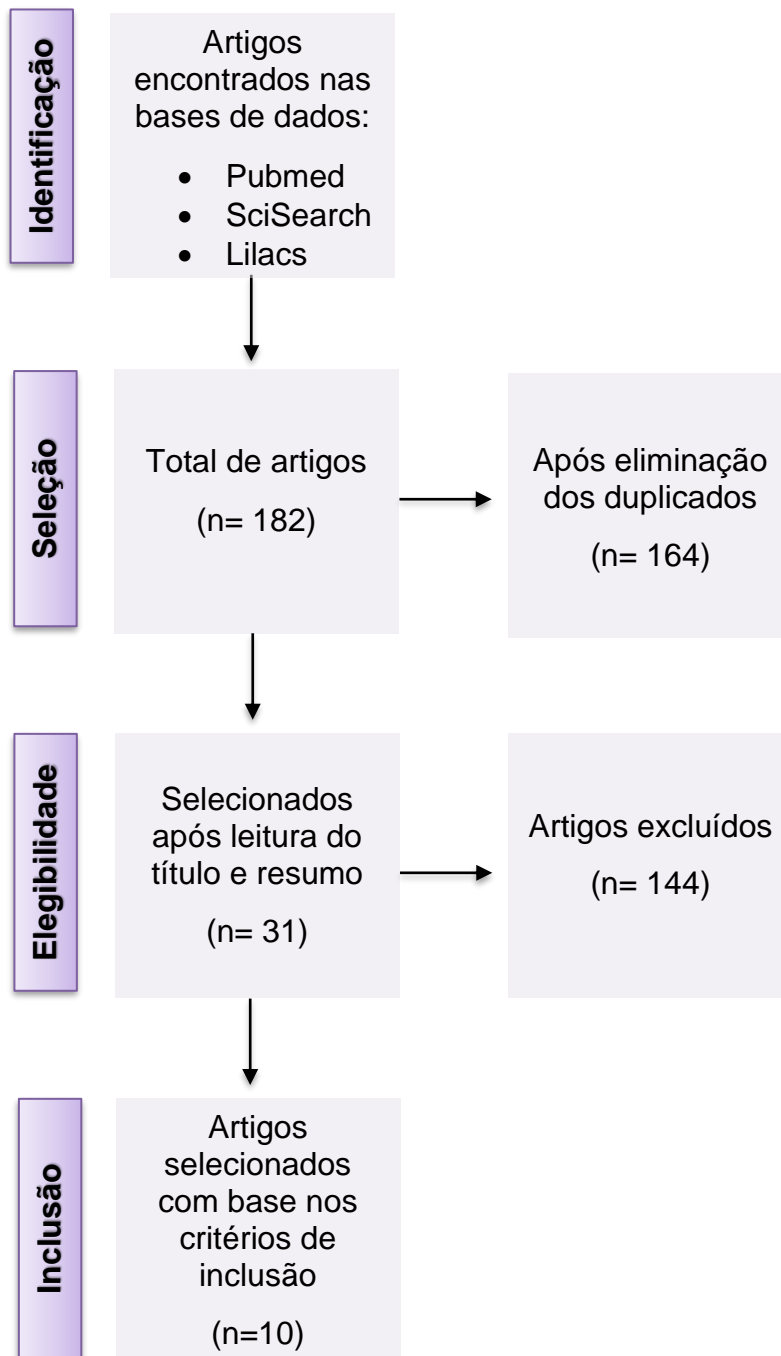 Identificação
Artigos
encontrados nas
bases de dados:
• Pubmed
• SciSearch
• Lilacs
Seleção
Total de artigos
(n= 182)
Após eliminação
dos duplicados
(n= 164)
Elegibilidade
Selecionados
após leitura do
título e resumo
(n= 31)
Artigos excluídos
(n= 144)
Inclusão
Artigos
selecionados
com base nos
critérios de
inclusão
(n=10)